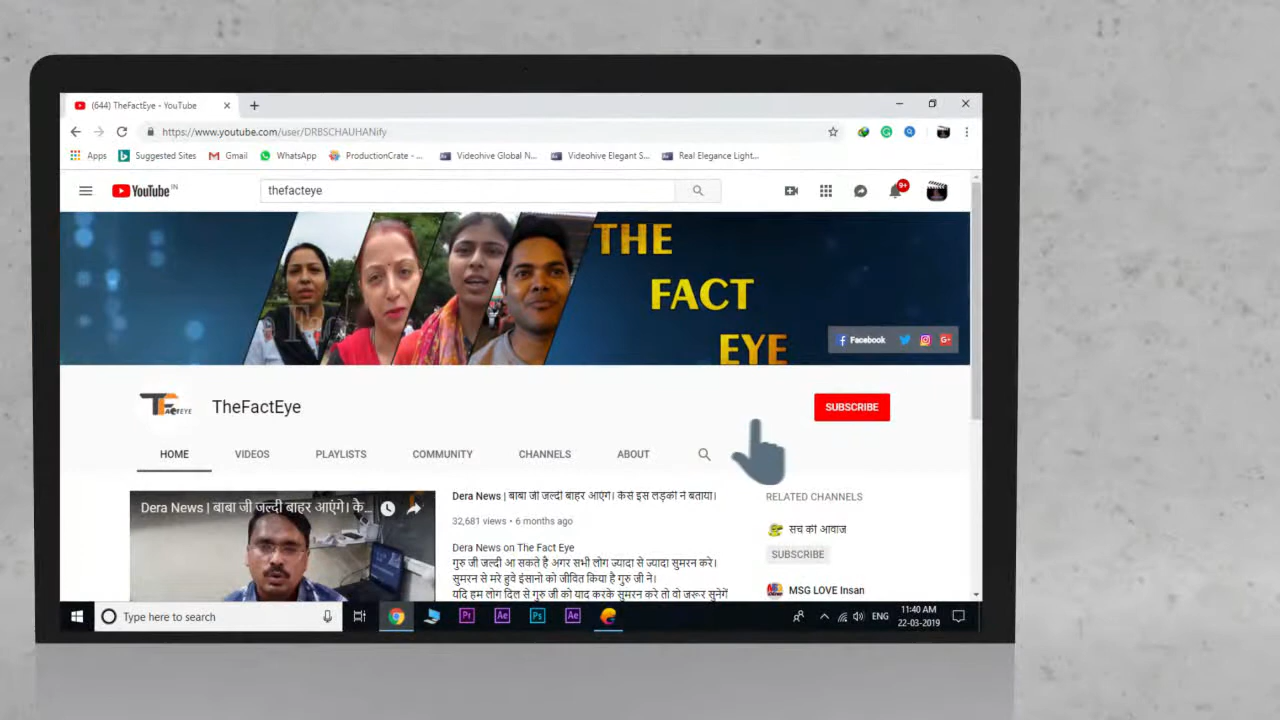 (644) TheFactEye - YouTube
https://www.youtube.com/user/DRBSCHAUHANify
Apps Suggested Sites Gmail WhatsApp ProductionCrate - ... Videohive Global N... Videohive Elegant S... Real Elegance Light...
YouTube IN thefacteye 9+
THE
FACT
EYE
Facebook
TheFactEye
SUBSCRIBE
HOME VIDEOS PLAYLISTS COMMUNITY CHANNELS ABOUT
Dera News | बाबा जी जल्दी बाहर आएंगे। के...
Dera News | बाबा जी जल्दी बाहर आएंगे। कैसे इस लड़की ने बताया।
32,681 views • 6 months ago
Dera News on The Fact Eye
गुरु जी जल्दी आ सकते है अगर सभी लोग ज्यादा से ज्यादा सुमरन करे।
सुमरन से मरे हुवे इंसानो को जीवित किया है गुरु जी ने।
यदि हम लोग दिल से गुरु जी को याद करके सुमरन करे तो वो जरूर सुनेगें
RELATED CHANNELS
सच की आवाज
SUBSCRIBE
MSG LOVE Insan
Type here to search Pr Ae Ps Ae ENG 11:40 AM
22-03-2019